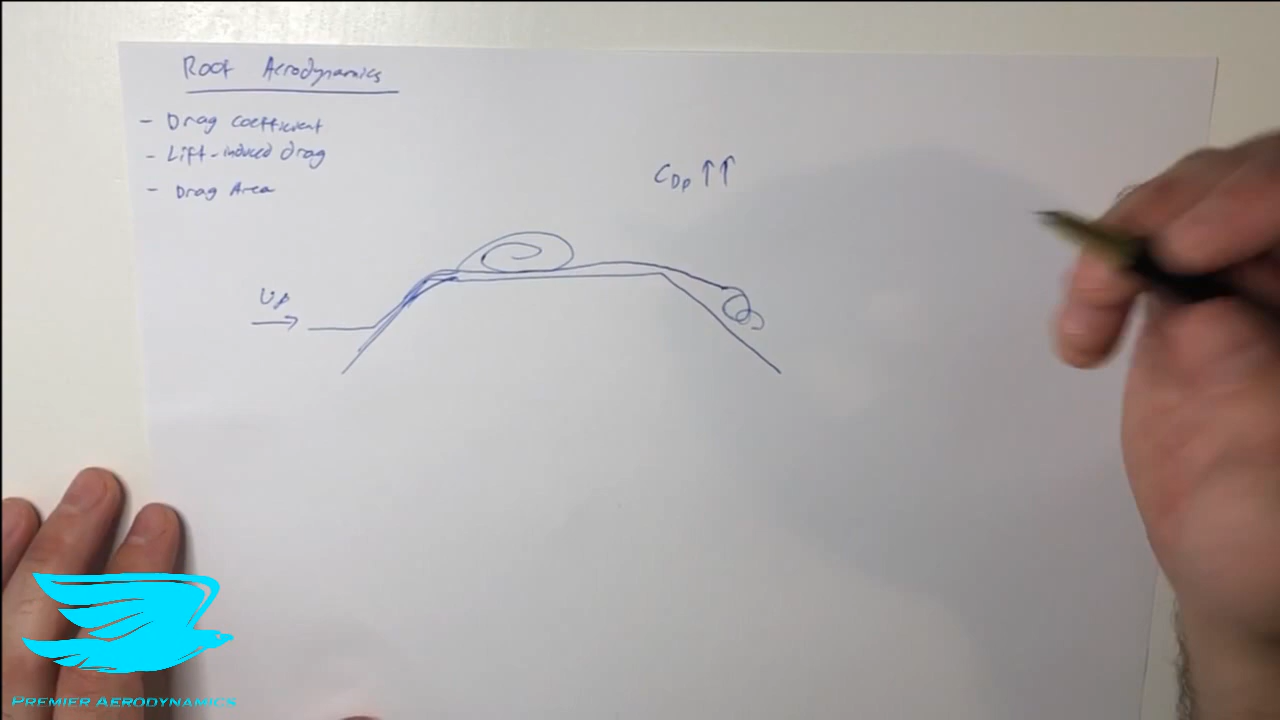 Roof Aerodynamics
- Drag coefficient
- Lift-induced drag
- Drag Area
C_Dp ↑↑
PREMIER AERODYNAMICS